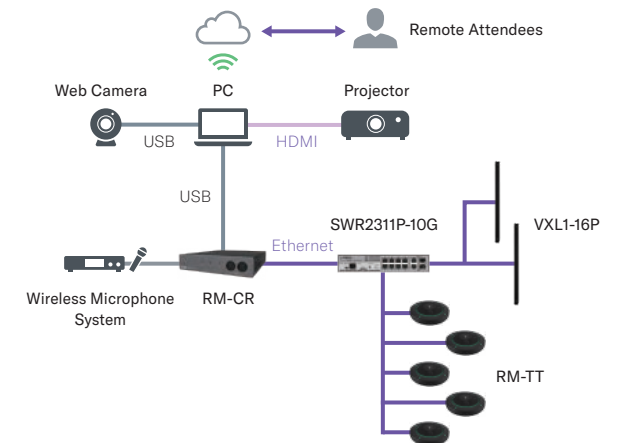 Remote Attendees
Web Camera
PC
Projector
USB
HDMI
USB
SWR2311P-10G
VXL1-16P
Ethernet
Wireless Microphone
System
RM-CR
RM-TT